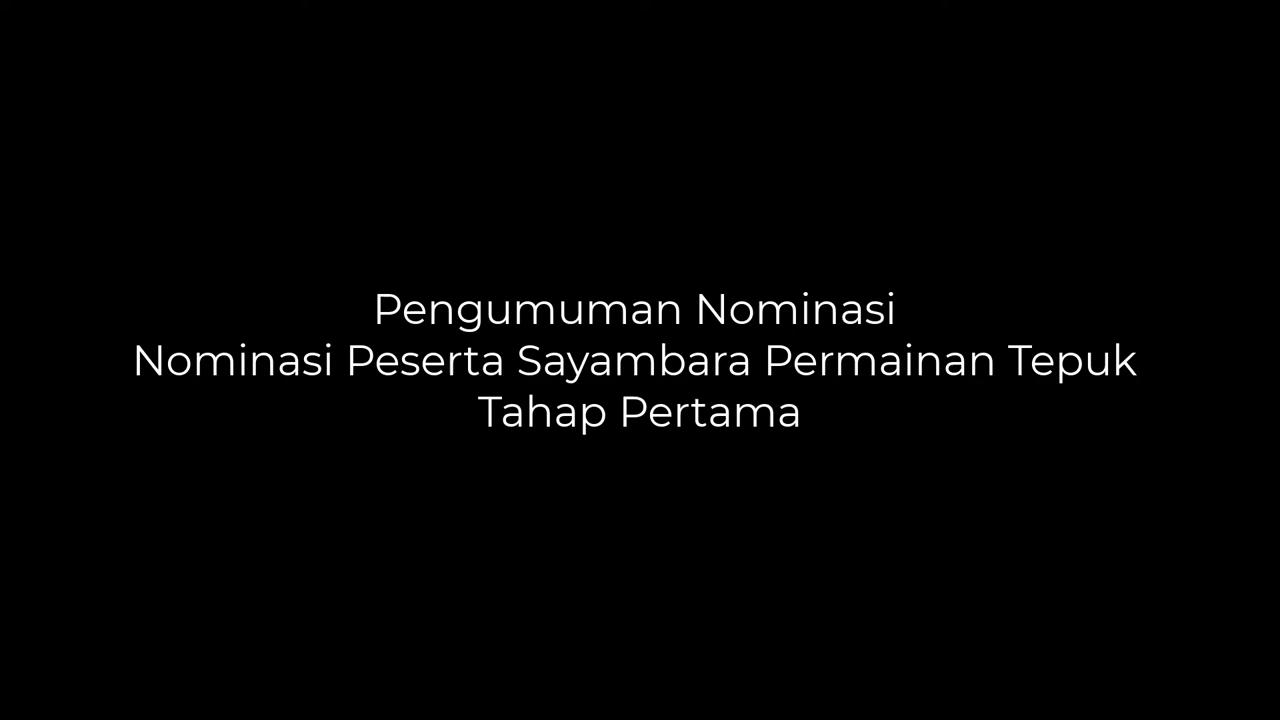 Pengumuman Nominasi
Nominasi Peserta Sayambara Permainan Tepuk
Tahap Pertama